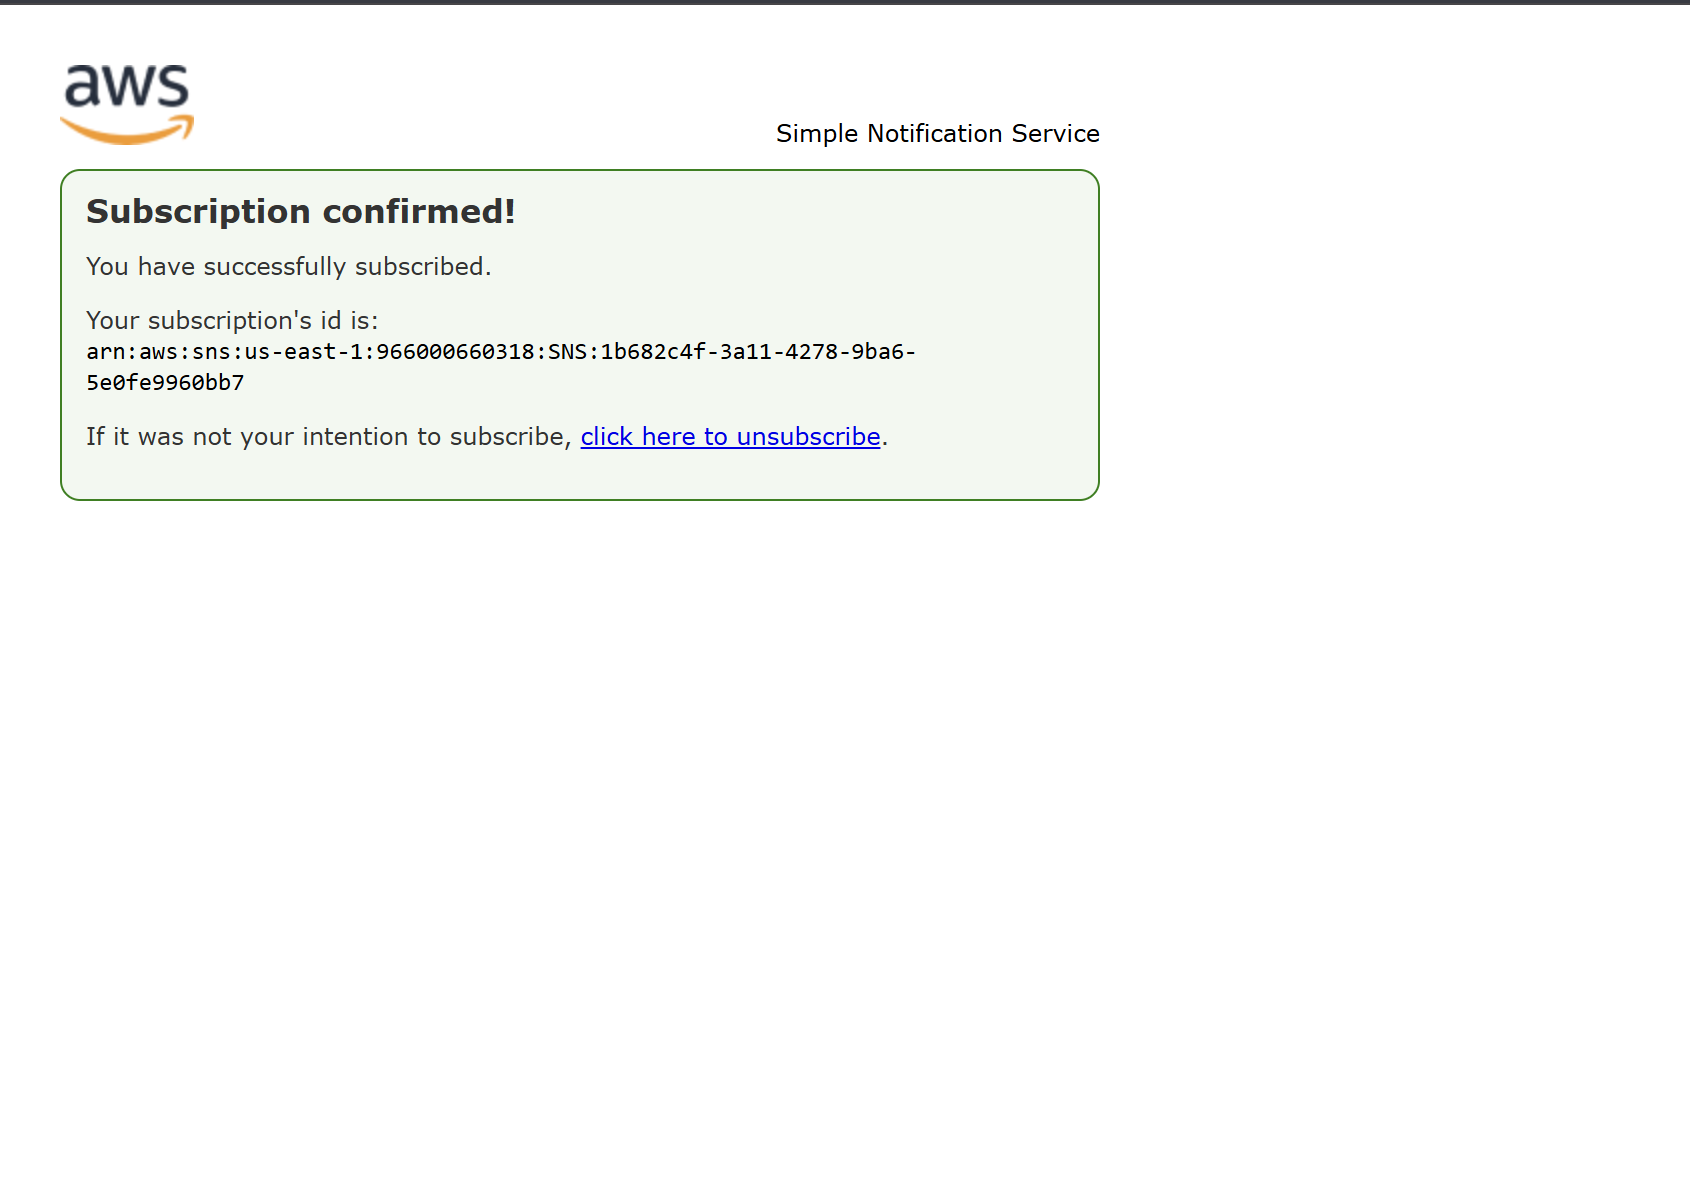 aws
Simple Notification Service
Subscription confirmed!
You have successfully subscribed.
Your subscription's id is:
arn:aws:sns:us-east-1:966000660318:SNS:1b682c4f-3a11-4278-9ba6-
5e0fe9960bb7
If it was not your intention to subscribe, click here to unsubscribe.